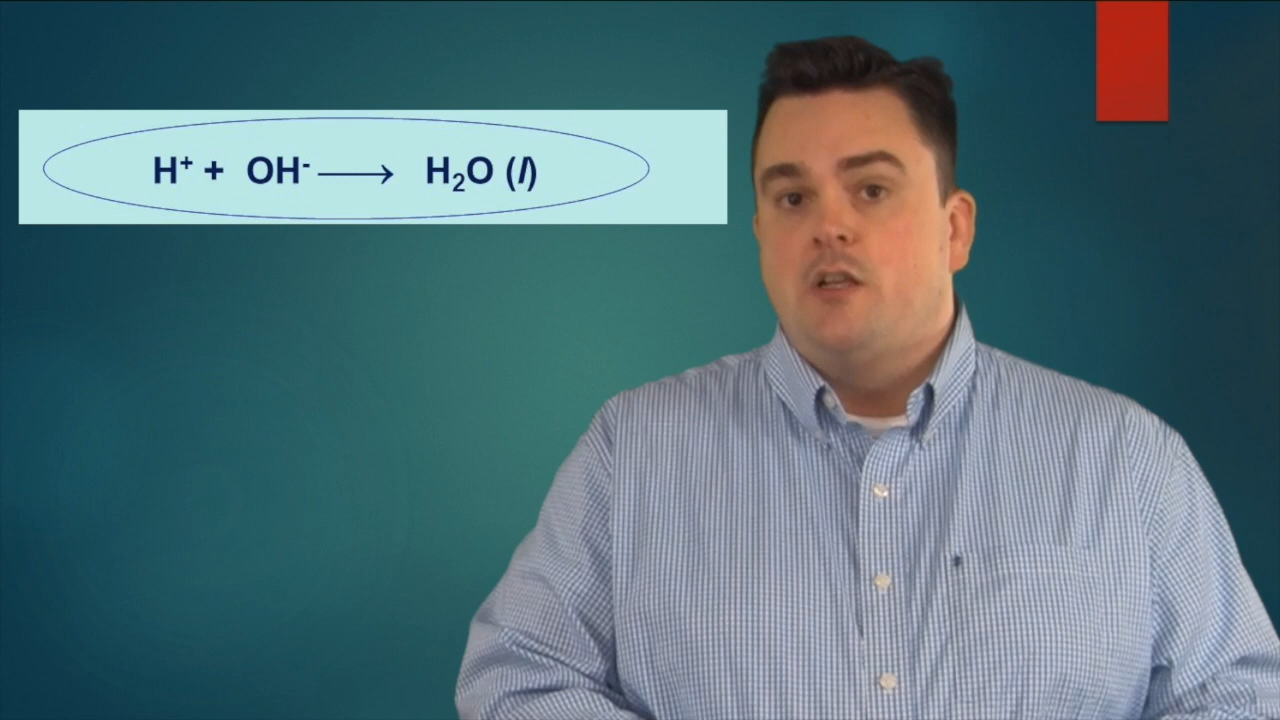 H⁺ + OH⁻ ⟶ H₂O (l)